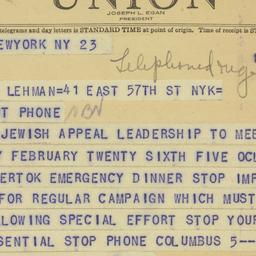 UNION
JOSEPH L. EGAN
PRESIDENT
telegrams and day letters is STANDARD TIME at point of origin. Time of receipt is STAND
EWYORK NY 23
Telephoned
LEHMAN=41 EAST 57TH ST NYK=
T PHONE
JEWISH APPEAL LEADERSHIP TO MEE
Y FEBRUARY TWENTY SIXTH FIVE OCL
ERTOK EMERGENCY DINNER STOP IMP
FOR REGULAR CAMPAIGN WHICH MUST
LOWING SPECIAL EFFORT STOP YOUR
SENTIAL STOP PHONE COLUMBUS 5--